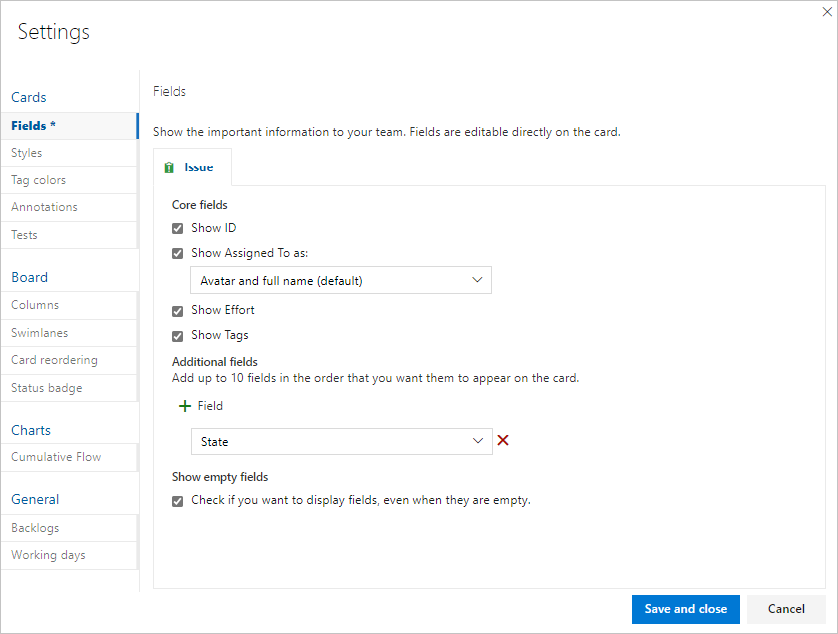 Settings
Cards
Fields *
Styles
Tag colors
Annotations
Tests
Board
Columns
Swimlanes
Card reordering
Status badge
Charts
Cumulative Flow
General
Backlogs
Working days
Fields
Show the important information to your team. Fields are editable directly on the card.
Issue
Core fields
Show ID
Show Assigned To as:
Avatar and full name (default)
Show Effort
Show Tags
Additional fields
Add up to 10 fields in the order that you want them to appear on the card.
Field
State
Show empty fields
Check if you want to display fields, even when they are empty.
Save and close
Cancel